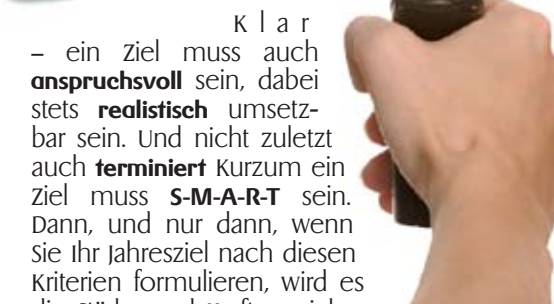 Klar
– ein Ziel muss auch
anspruchsvoll sein, dabei
stets realistisch umsetz-
bar sein. Und nicht zuletzt
auch terminiert Kurzum ein
Ziel muss S-M-A-R-T sein.
Dann, und nur dann, wenn
Sie Ihr Jahresziel nach diesen
Kriterien formulieren, wird es